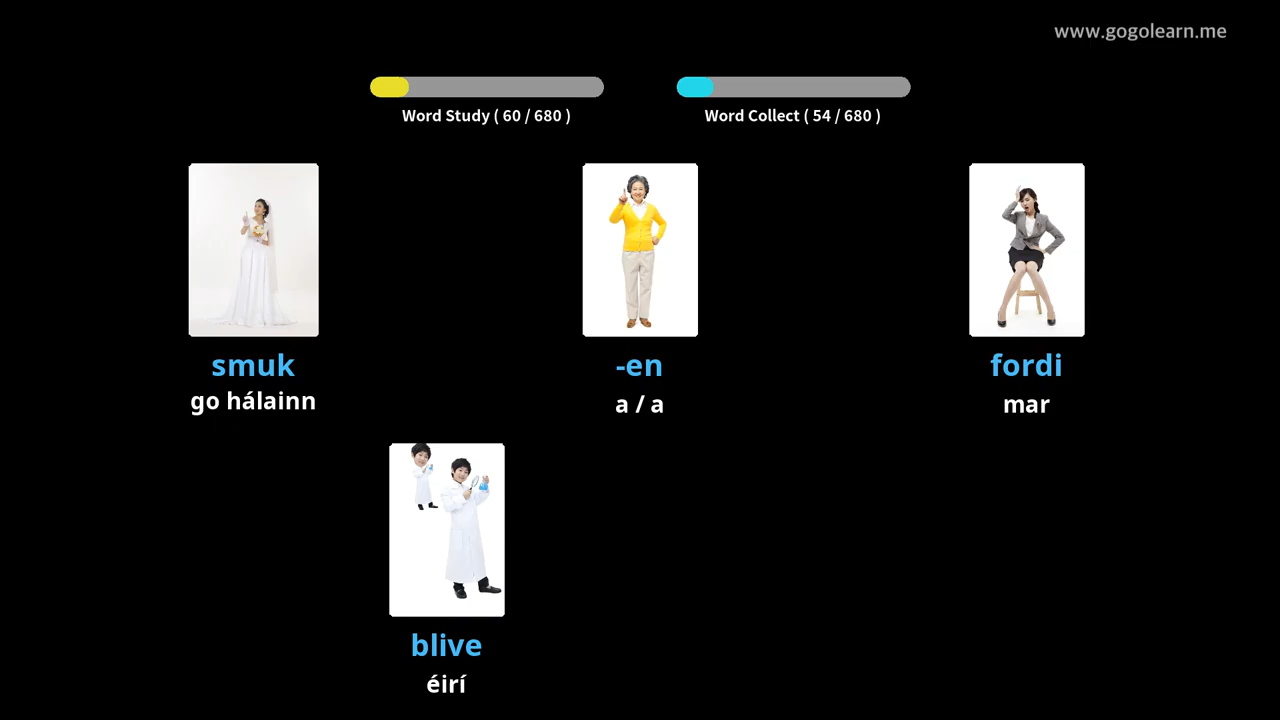 www.gogolearn.me
Word Study ( 60 / 680 )
Word Collect ( 54 / 680 )
smuk
go hálainn
-en
a / a
fordi
mar
blive
éirí